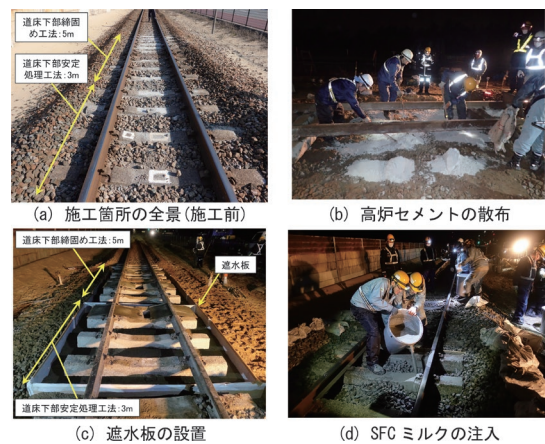 道床下部締固
め工法:5m
道床下部安定
処理工法:3m
(a) 施工箇所の全景(施工前)
(b) 高炉セメントの散布
道床下部締固め工法:5m
遮水板
道床下部安定処理工法:3m
(c) 遮水板の設置
(d) SFCミルクの注入